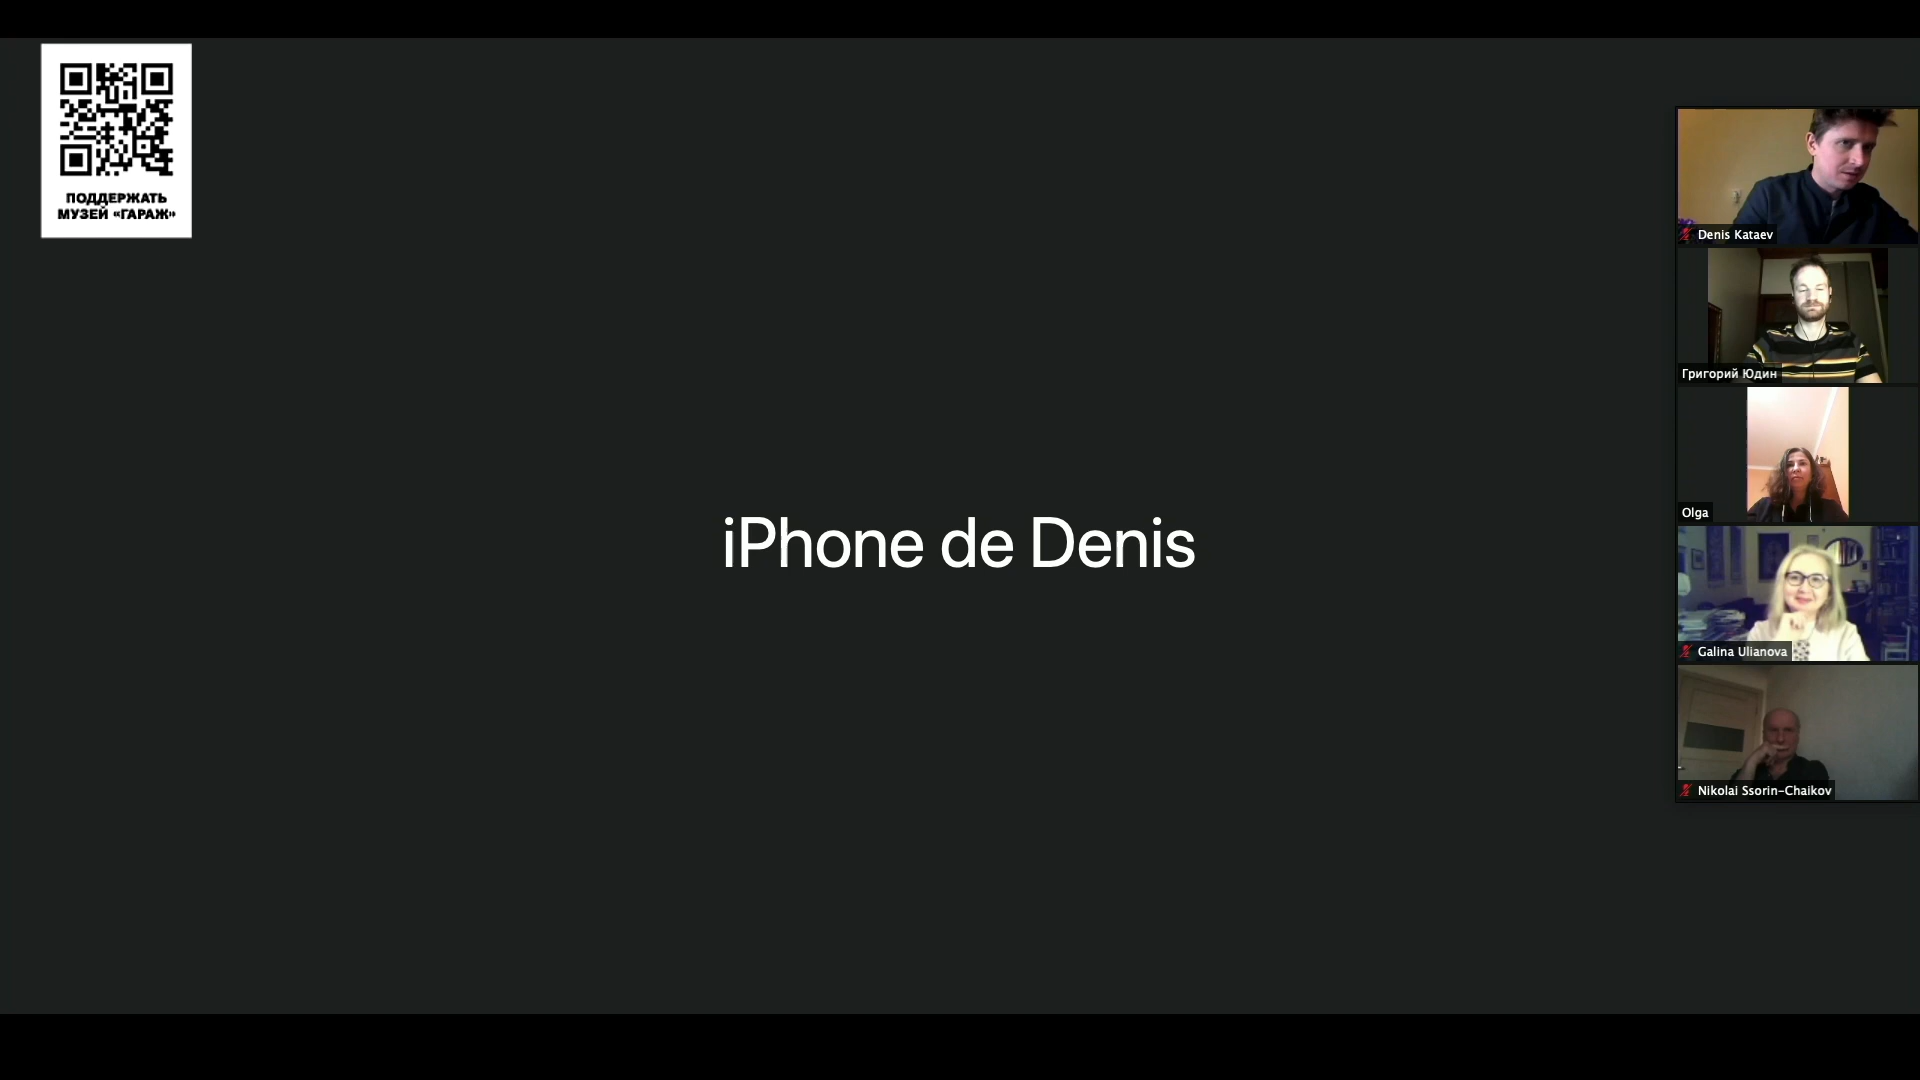 ПОДДЕРЖАТЬ
МУЗЕЙ «ГАРАЖ»
iPhone de Denis
Denis Kataev
Григорий Юдин
Olga
Galina Ulianova
Nikolai Ssorin-Chaikov